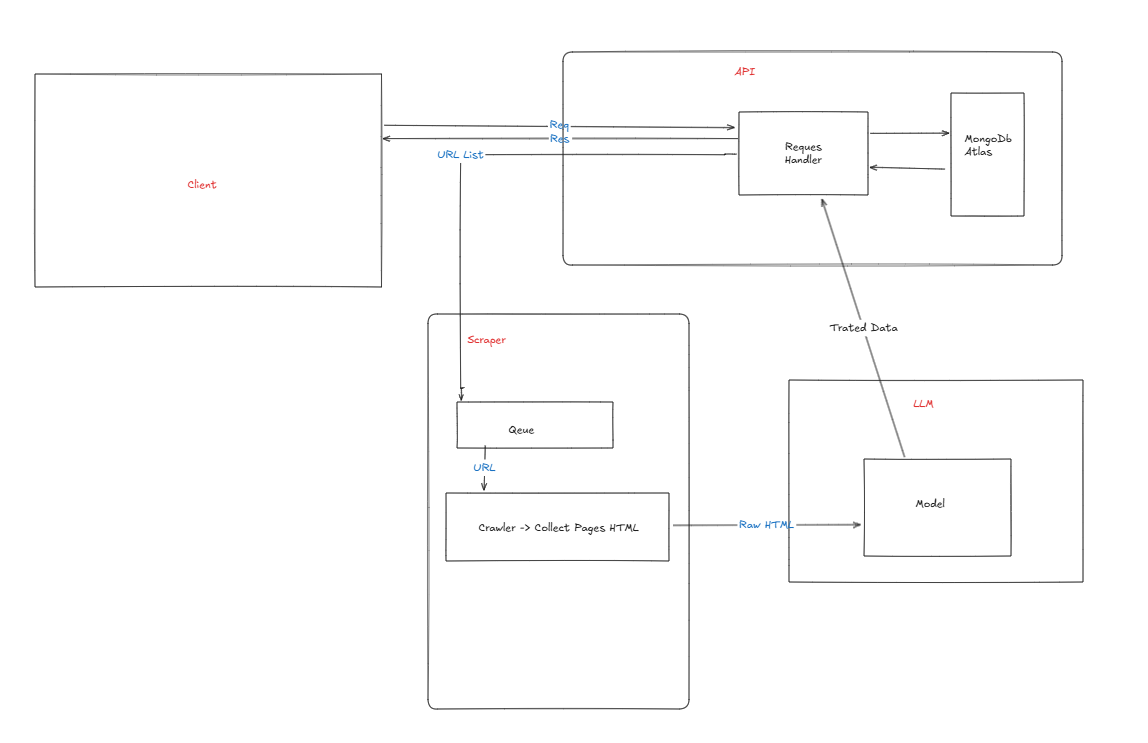 API
Req
Res
URL List
Reques
Handler
MongoDb
Atlas
Client
Trated Data
Scraper
LLM
Qeue
URL
Model
Crawler -> Collect Pages HTML
Raw HTML